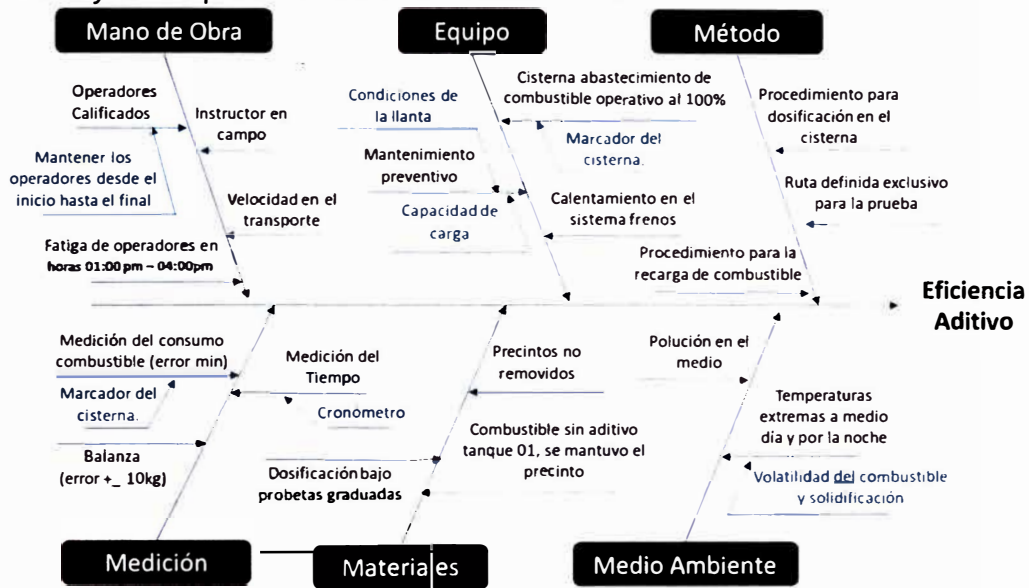 Mano de Obra
Equipo
Método
Operadores
Calificados
Instructor en
campo
Mantener los
operadores desde el
inicio hasta el final
Velocidad en el
transporte
Fatiga de operadores en
horas 01:00 pm – 04:00pm
Condiciones de
la llanta
Cisterna abastecimiento de
combustible operativo al 100%
Marcador del
cisterna.
Mantenimiento
preventivo
Capacidad de
carga
Calentamiento en el
sistema frenos
Procedimiento para
dosificación en el
cisterna
Ruta definida exclusivo
para la prueba
Procedimiento para la
recarga de combustible
Eficiencia
Aditivo
Medición del consumo
combustible (error min)
Marcador del
cisterna.
Balanza
(error +_ 10kg)
Medición del
Tiempo
Cronómetro
Dosificación bajo
probetas graduadas
Precintos no
removidos
Combustible sin aditivo
tanque 01, se mantuvo el
precinto
Polución en el
medio
Temperaturas
extremas a medio
día y por la noche
Volatilidad del combustible
y solidificación
Medición
Materiales
Medio Ambiente